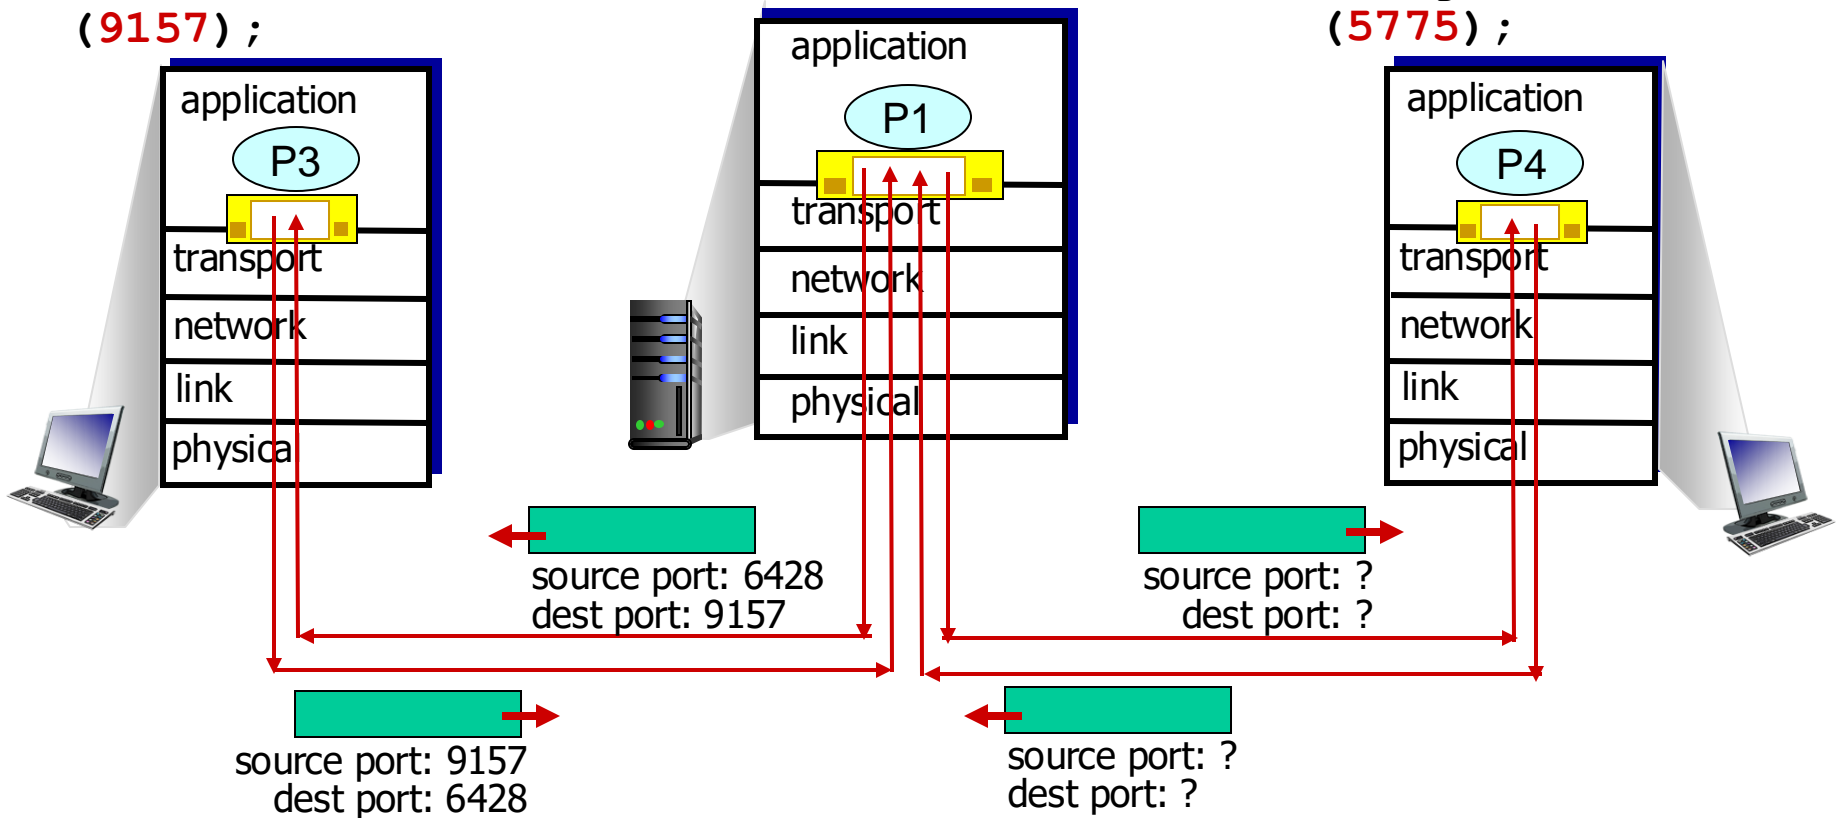 (9157);
application
P3
transport
network
link
physica
application
P1
transport
network
link
physical
(5775);
application
P4
transport
network
link
physical
source port: 6428
dest port: 9157
source port: ?
dest port: ?
source port: 9157
dest port: 6428
source port: ?
dest port: ?